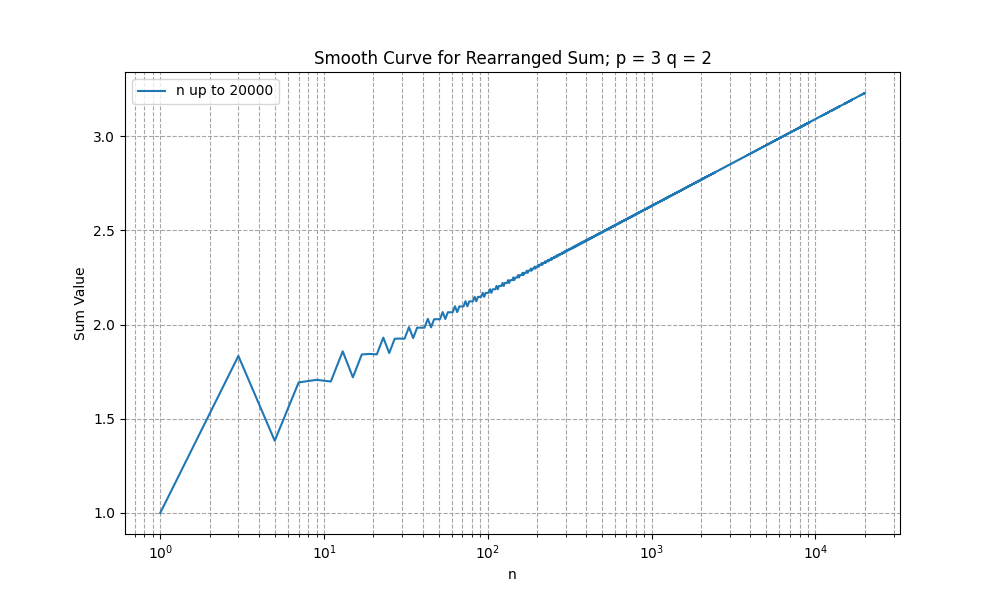 Smooth Curve for Rearranged Sum; p = 3 q = 2
n up to 20000
Sum Value
3.0
2.5
2.0
1.5
1.0
10⁰ 10¹ 10² 10³ 10⁴
n